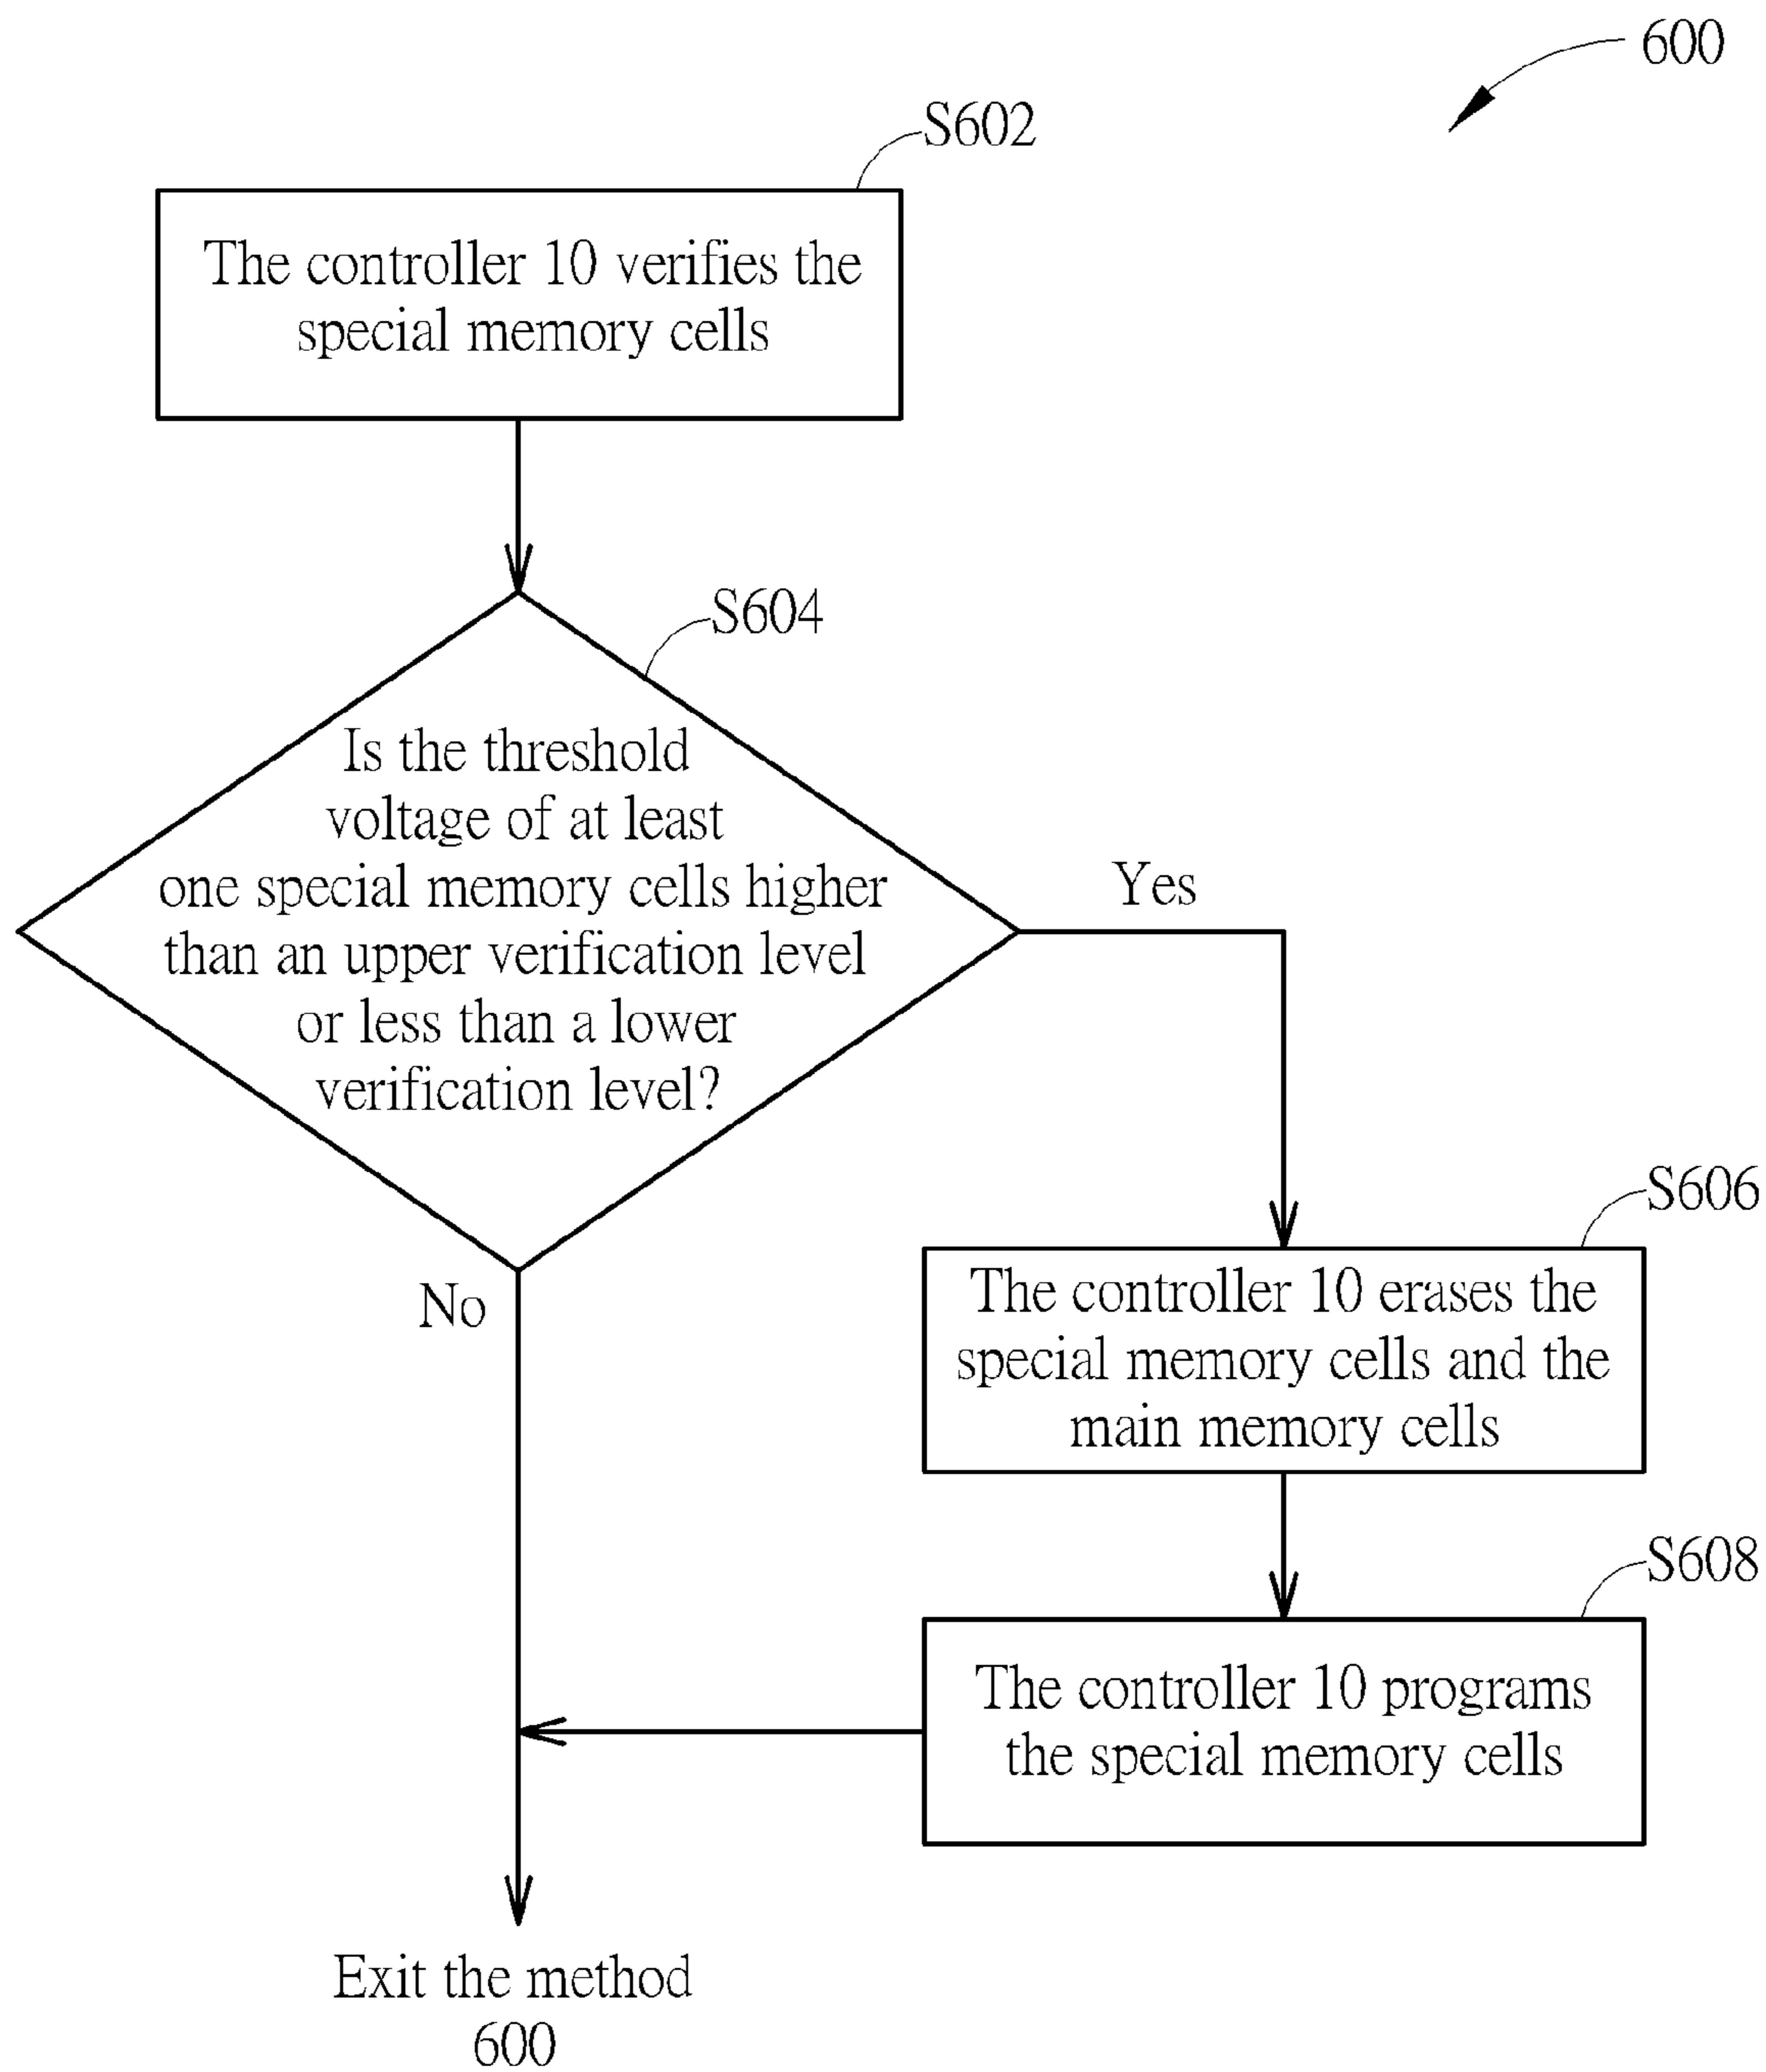 600
S602
The controller 10 verifies the
special memory cells
S604
Is the threshold
voltage of at least
one special memory cells higher
than an upper verification level
or less than a lower
verification level?
Yes
No
S606
The controller 10 erases the
special memory cells and the
main memory cells
S608
The controller 10 programs
the special memory cells
Exit the method
600